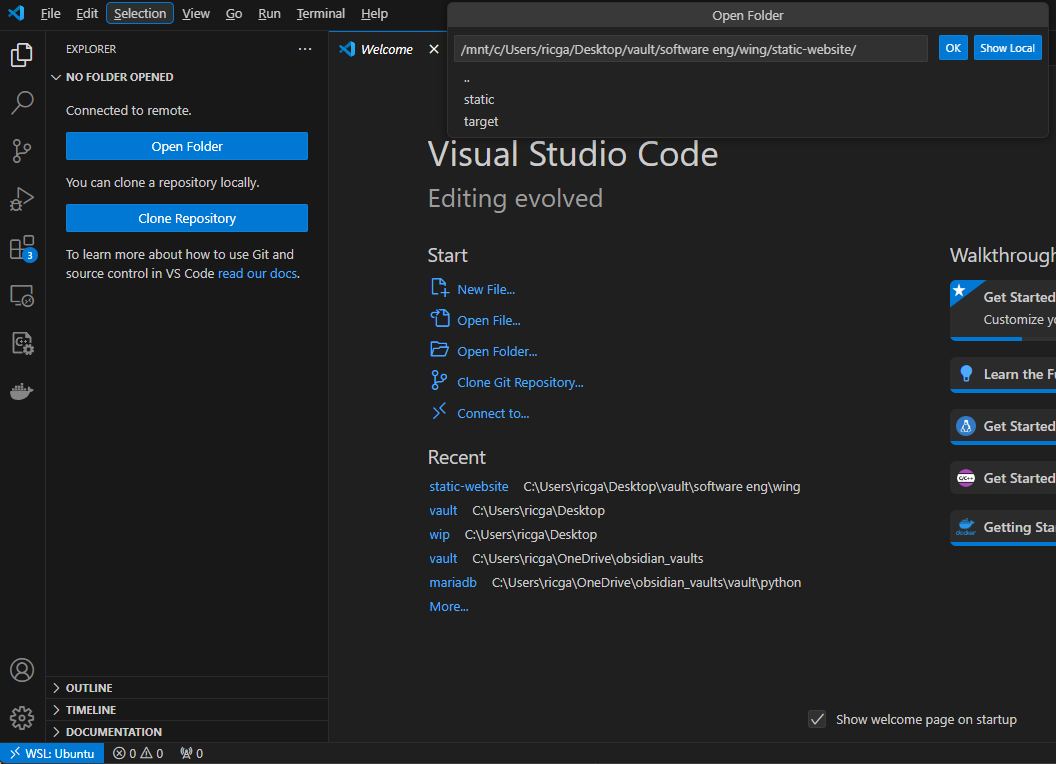 File Edit Selection View Go Run Terminal Help
Open Folder
/mnt/c/Users/ricga/Desktop/vault/software eng/wing/static-website/
OK
Show Local
..
static
target
EXPLORER
NO FOLDER OPENED
Connected to remote.
Open Folder
You can clone a repository locally.
Clone Repository
To learn more about how to use Git and
source control in VS Code read our docs.
3
OUTLINE
TIMELINE
DOCUMENTATION
Welcome
Visual Studio Code
Editing evolved
Start
New File...
Open File...
Open Folder...
Clone Git Repository...
Connect to...
Recent
static-website C:\Users\ricga\Desktop\vault\software eng\wing
vault C:\Users\ricga\Desktop
wip C:\Users\ricga\Desktop
vault C:\Users\ricga\OneDrive\obsidian_vaults
mariadb C:\Users\ricga\OneDrive\obsidian_vaults\vault\python
More...
Walkthrough
Get Started
Customize yo
Learn the Fu
Get Started
C/C++
Get Started
docker
Getting Sta
Show welcome page on startup
WSL: Ubuntu
0 0 0